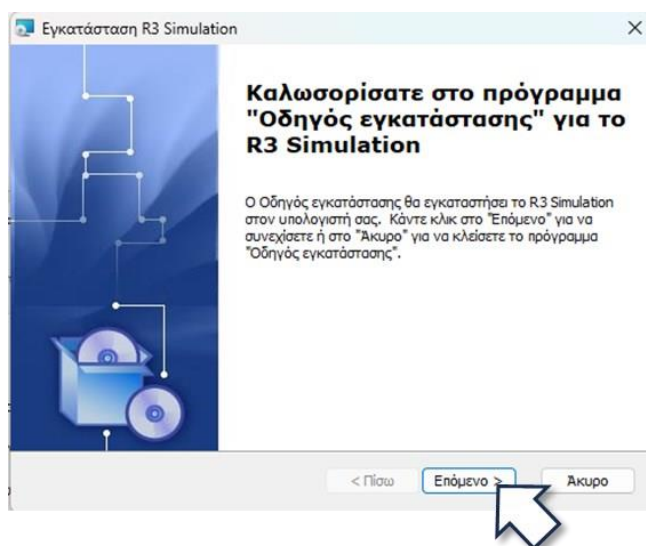 Εγκατάσταση R3 Simulation
Καλωσορίσατε στο πρόγραμμα
"Οδηγός εγκατάστασης" για το
R3 Simulation
Ο Οδηγός εγκατάστασης θα εγκαταστήσει το R3 Simulation
στον υπολογιστή σας. Κάντε κλικ στο "Επόμενο" για να
συνεχίσετε ή στο "Άκυρο" για να κλείσετε το πρόγραμμα
"Οδηγός εγκατάστασης".
< Πίσω Επόμενο > Άκυρο